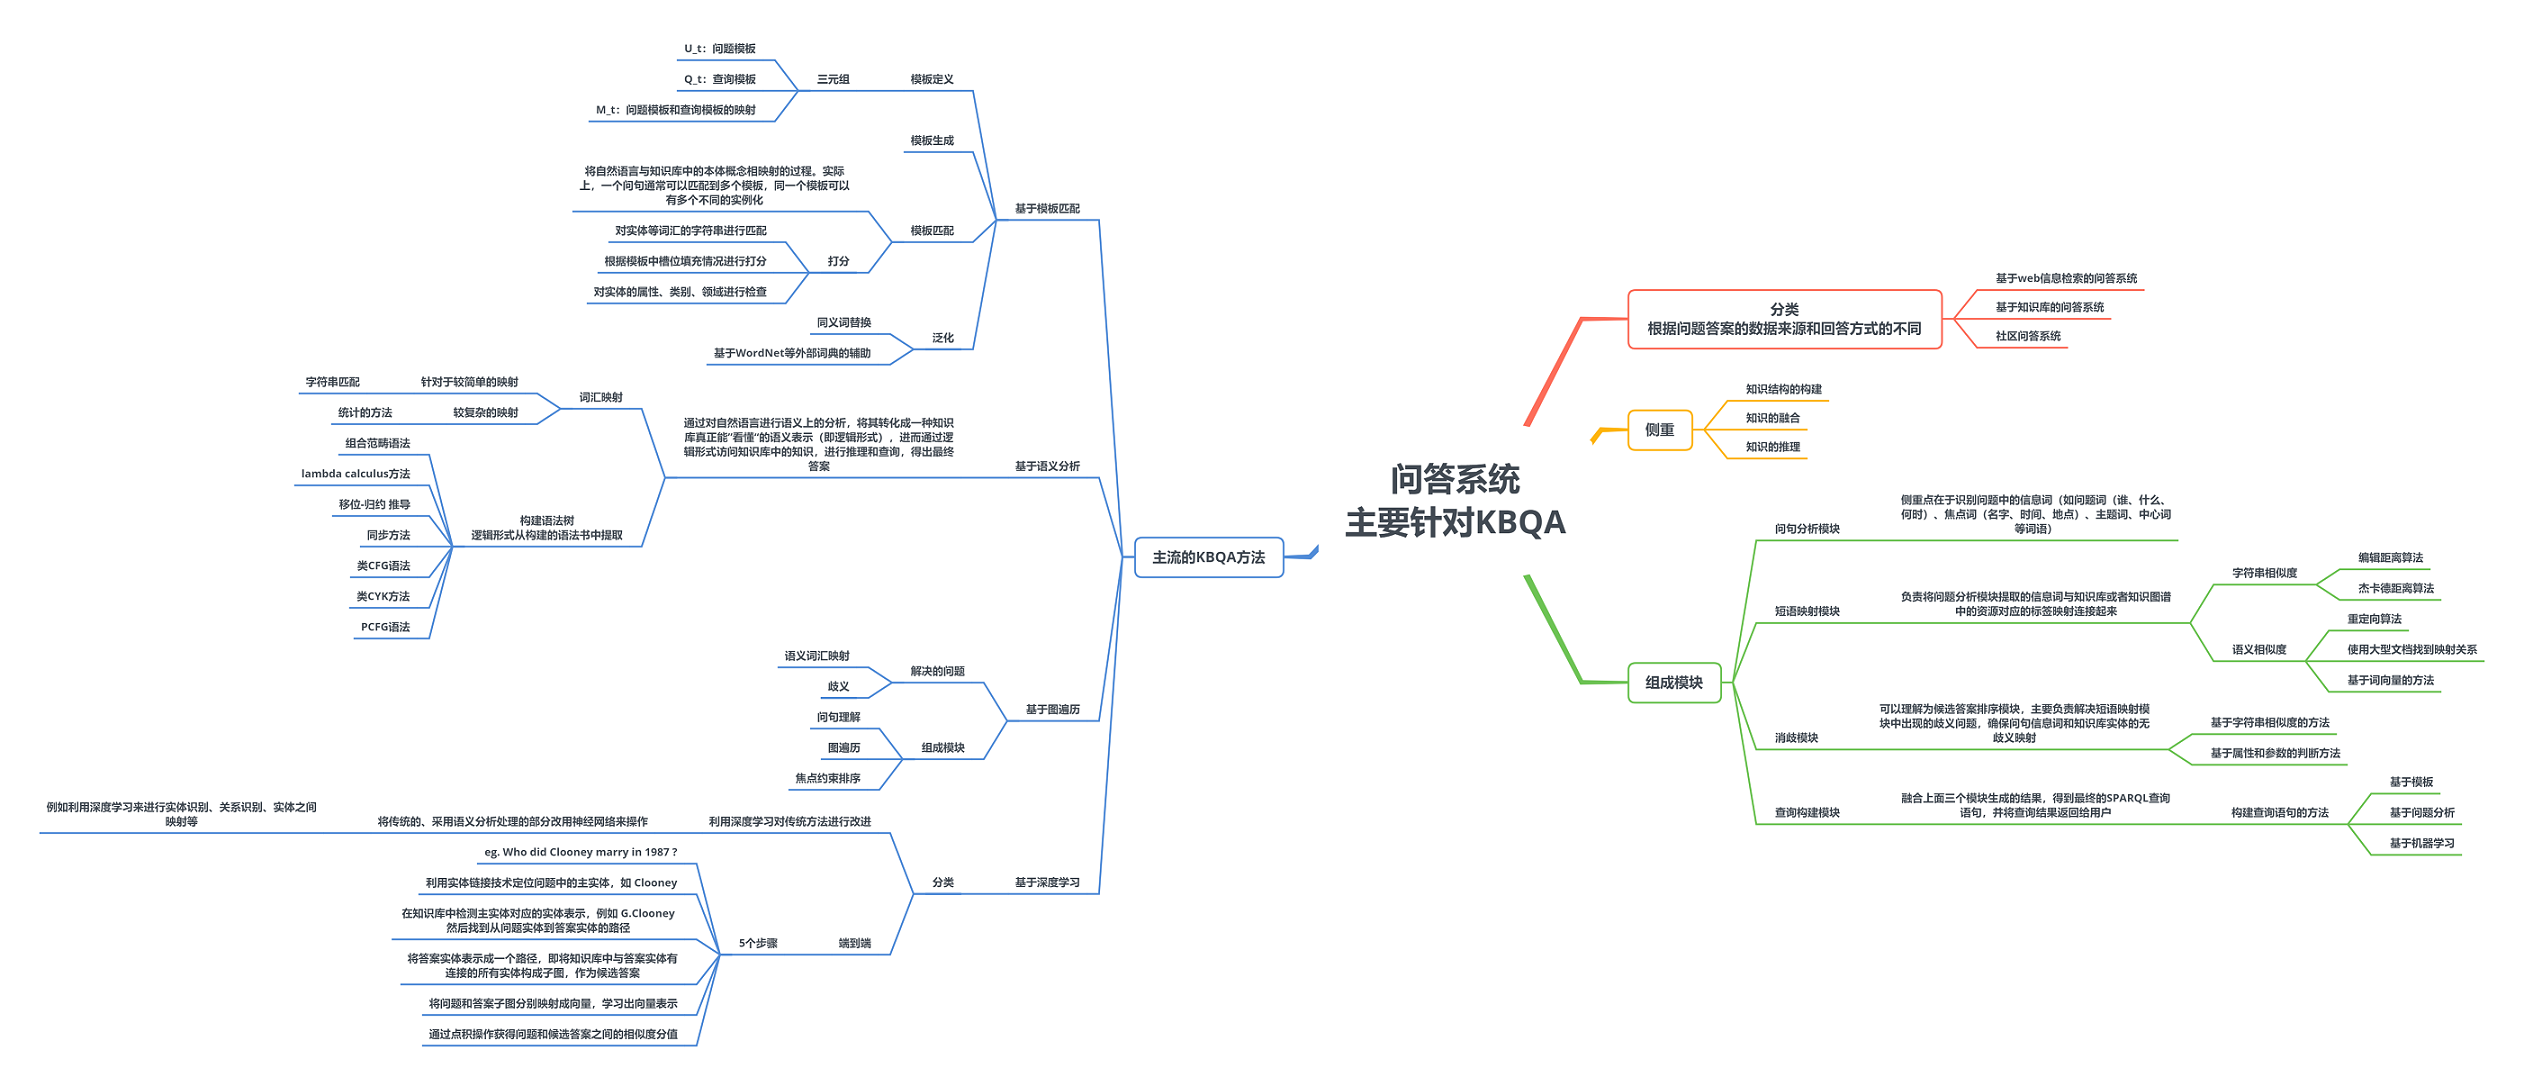 问答系统
主要针对KBQA
分类
根据问题答案的数据来源和回答方式的不同
基于web信息检索的问答系统
基于知识库的问答系统
社区问答系统
侧重
知识结构的构建
知识的融合
知识的推理
组成模块
问句分析模块
侧重点在于识别问题中的信息词（如问题词（谁、什么、
何时）、焦点词（名字、时间、地点）、主题词、中心词
等词语）
短语映射模块
负责将问题分析模块提取的信息词与知识库或者知识图谱
中的资源对应的标签映射连接起来
字符串相似度
编辑距离算法
杰卡德距离算法
语义相似度
重定向算法
使用大型文档找到映射关系
基于词向量的方法
消歧模块
可以理解为候选答案排序模块，主要负责解决短语映射模
块中出现的歧义问题，确保问句信息词和知识库实体的无
歧义映射
基于字符串相似度的方法
基于属性和参数的判断方法
查询构建模块
融合上面三个模块生成的结果，得到最终的SPARQL查询
语句，并将查询结果返回给用户
构建查询语句的方法
基于模板
基于问题分析
基于机器学习
主流的KBQA方法
基于模板匹配
模板定义
三元组
U_t：问题模板
Q_t：查询模板
M_t：问题模板和查询模板的映射
模板生成
模板匹配
将自然语言与知识库中的本体概念相映射的过程。实际
上，一个问句通常可以匹配到多个模板，同一个模板可以
有多个不同的实例化
打分
对实体等词汇的字符串进行匹配
根据模板中槽位填充情况进行打分
对实体的属性、类别、领域进行检查
泛化
同义词替换
基于WordNet等外部词典的辅助
基于语义分析
通过对自然语言进行语义上的分析，将其转化成一种知识
库真正能“看懂”的语义表示（即逻辑形式），进而通过逻
辑形式访问知识库中的知识，进行推理和查询，得出最终
答案
词汇映射
针对于较简单的映射
字符串匹配
较复杂的映射
统计的方法
构建语法树
逻辑形式从构建的语法书中提取
组合范畴语法
lambda calculus方法
移位-归约 推导
同步方法
类CFG语法
类CYK方法
PCFG语法
基于图遍历
解决的问题
语义词汇映射
歧义
组成模块
问句理解
图遍历
焦点约束排序
基于深度学习
分类
利用深度学习对传统方法进行改进
将传统的、采用语义分析处理的部分改用神经网络来操作
例如利用深度学习来进行实体识别、关系识别、实体之间
映射等
端到端
5个步骤
eg. Who did Clooney marry in 1987 ?
利用实体链接技术定位问题中的主实体，如 Clooney
在知识库中检测主实体对应的实体表示，例如 G.Clooney
然后找到从问题实体到答案实体的路径
将答案实体表示成一个路径，即将知识库中与答案实体有
连接的所有实体构成子图，作为候选答案
将问题和答案子图分别映射成向量，学习出向量表示
通过点积操作获得问题和候选答案之间的相似度分值